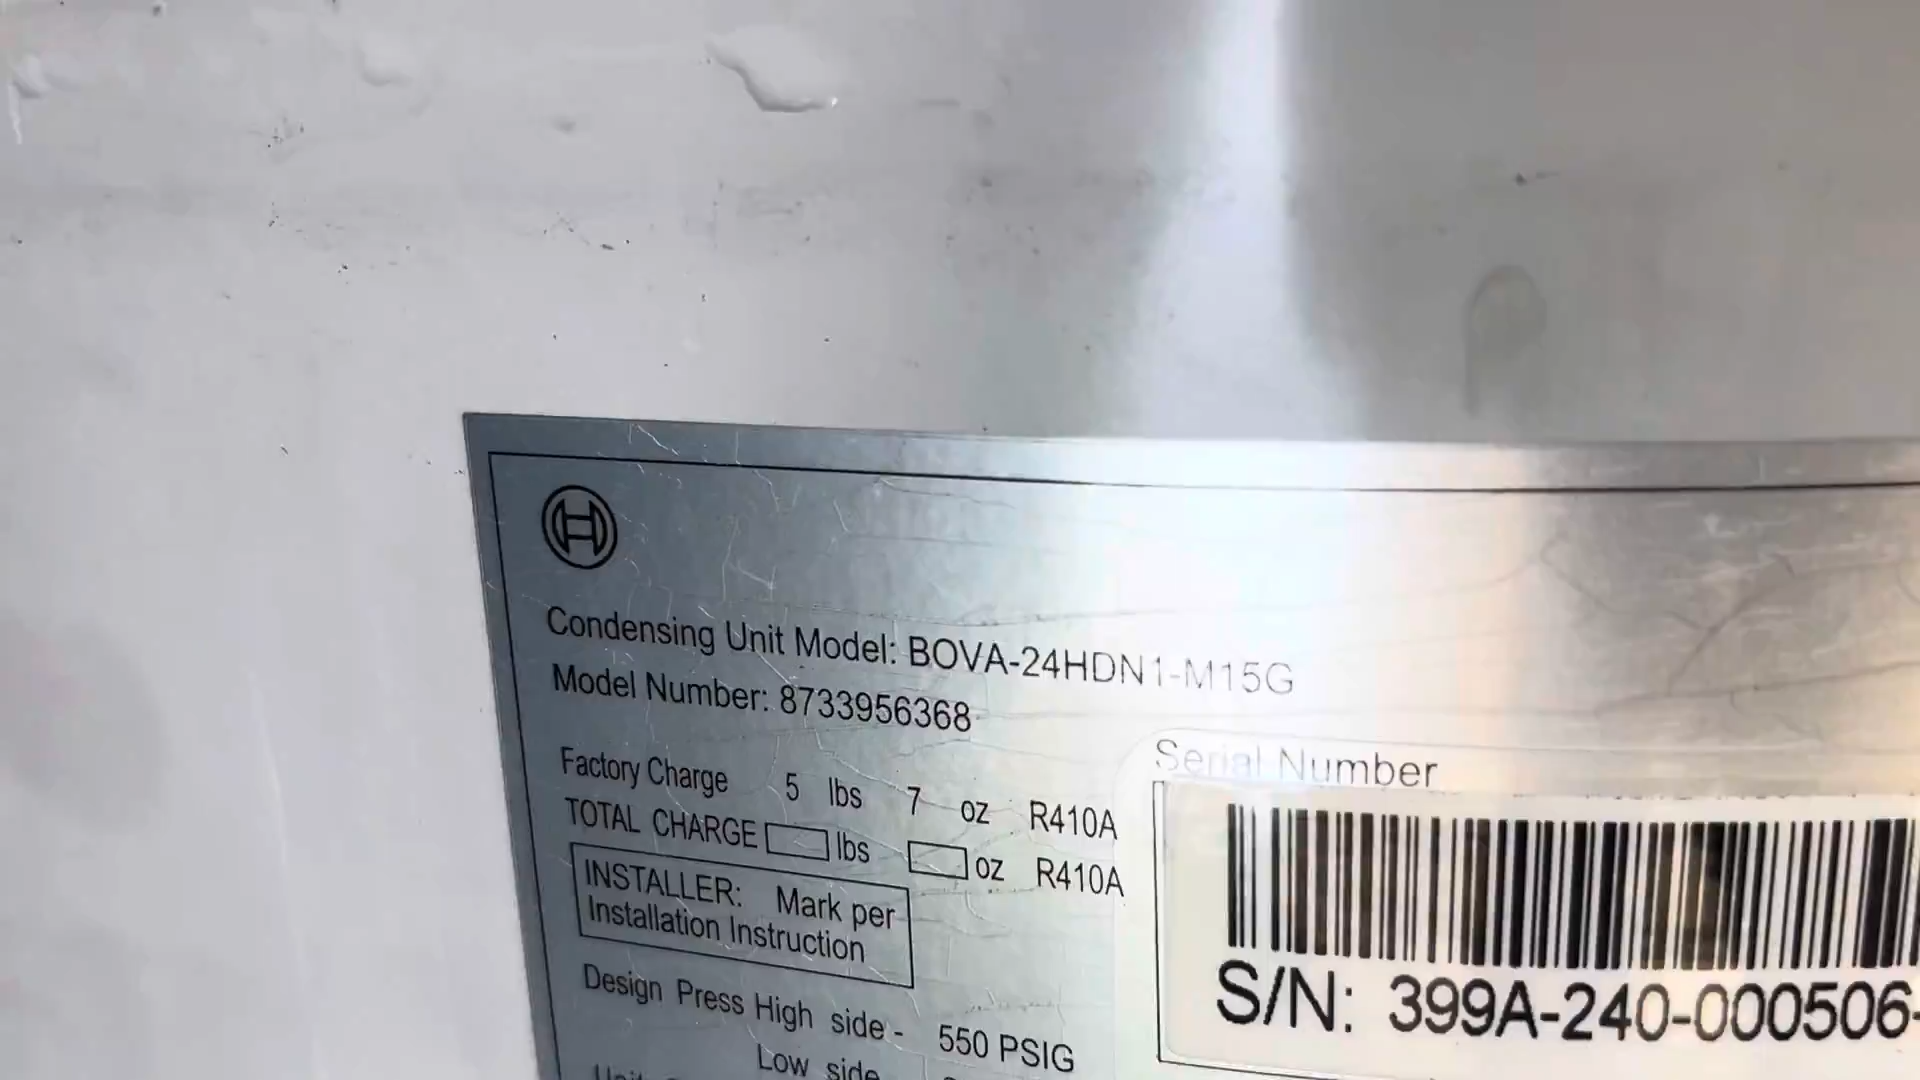 Condensing Unit Model: BOVA-24HDN1-M15G
Model Number: 8733956368
Factory Charge 5 lbs 7 oz R410A
TOTAL CHARGE lbs oz R410A
INSTALLER: Mark per
Installation Instruction
Design Press High side - 550 PSIG
Low side
Serial Number
S/N: 399A-240-000506-